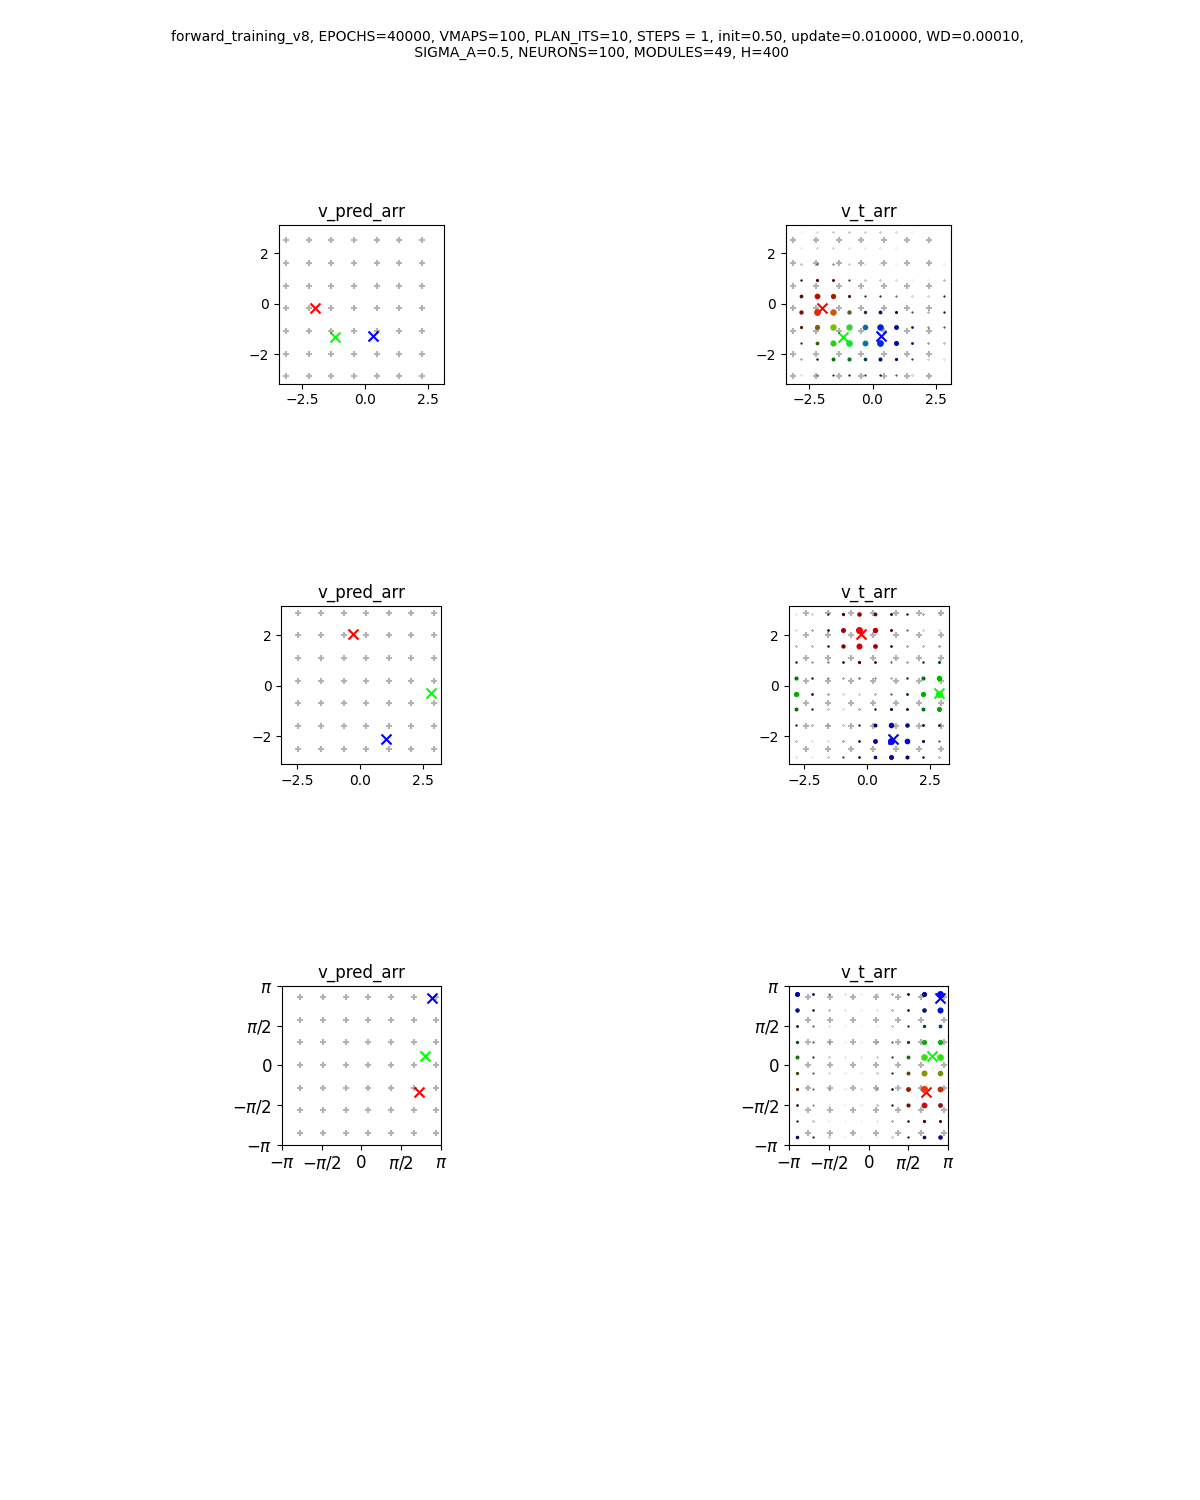 forward_training_v8, EPOCHS=40000, VMAPS=100, PLAN_ITS=10, STEPS = 1, init=0.50, update=0.010000, WD=0.00010,
SIGMA_A=0.5, NEURONS=100, MODULES=49, H=400
v_pred_arr
2
0
−2
−2.5 0.0 2.5
v_t_arr
2
0
−2
−2.5 0.0 2.5
v_pred_arr
2
0
−2
−2.5 0.0 2.5
v_t_arr
2
0
−2
−2.5 0.0 2.5
v_pred_arr
π
π/2
0
−π/2
−π
−π −π/2 0 π/2 π
v_t_arr
π
π/2
0
−π/2
−π
−π −π/2 0 π/2 π